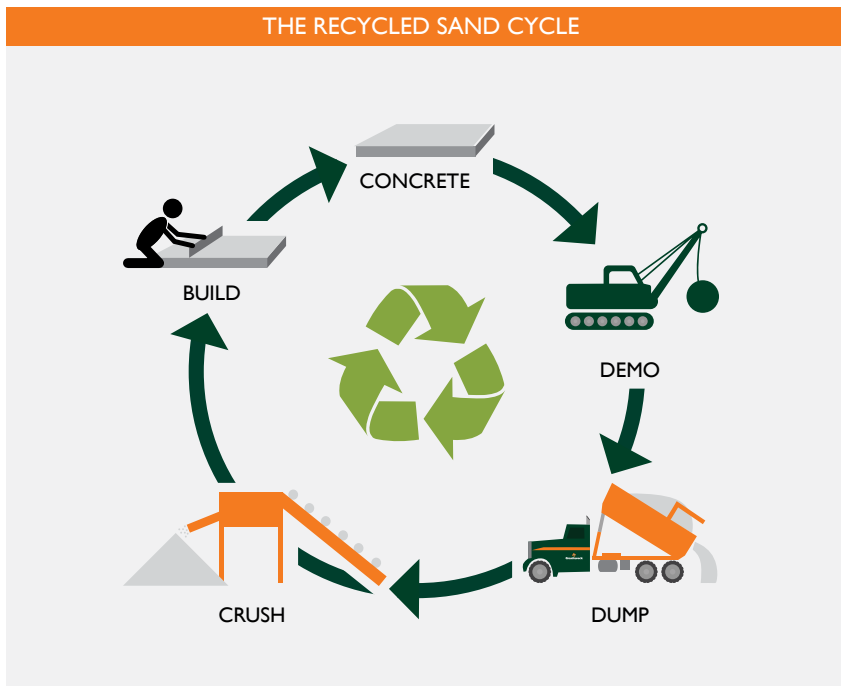 THE RECYCLED SAND CYCLE
CONCRETE
DEMO
DUMP
CRUSH
BUILD